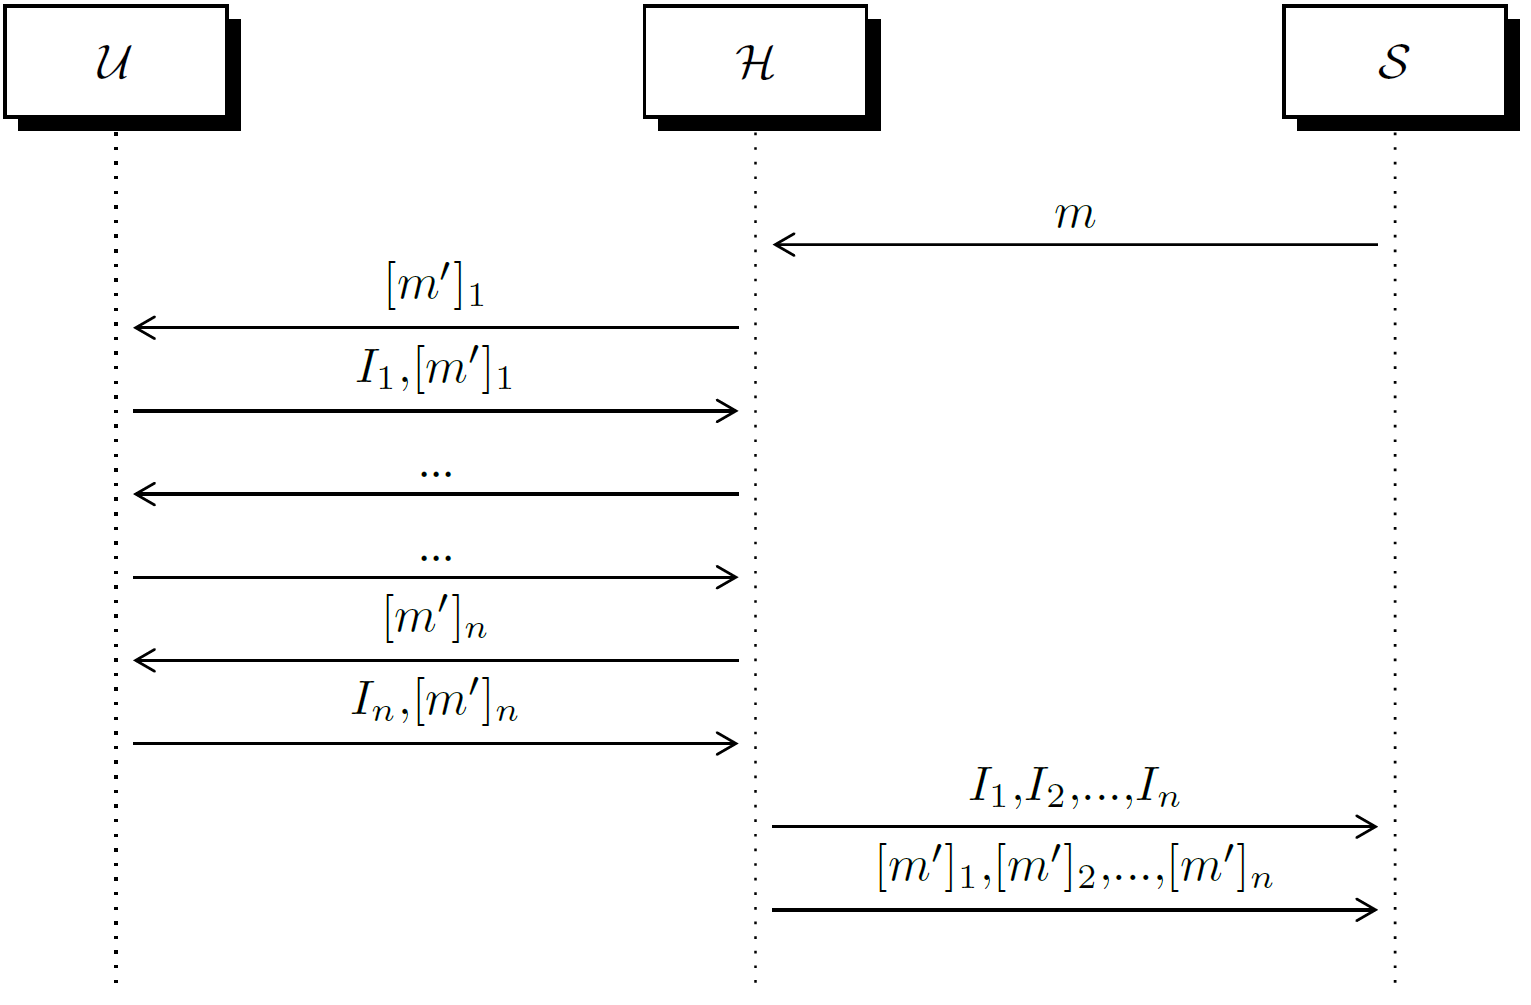 𝒰 ℋ 𝒮
m
[m′]₁
I₁,[m′]₁
...
...
[m′]ₙ
Iₙ,[m′]ₙ
I₁,I₂,...,Iₙ
[m′]₁,[m′]₂,...,[m′]ₙ